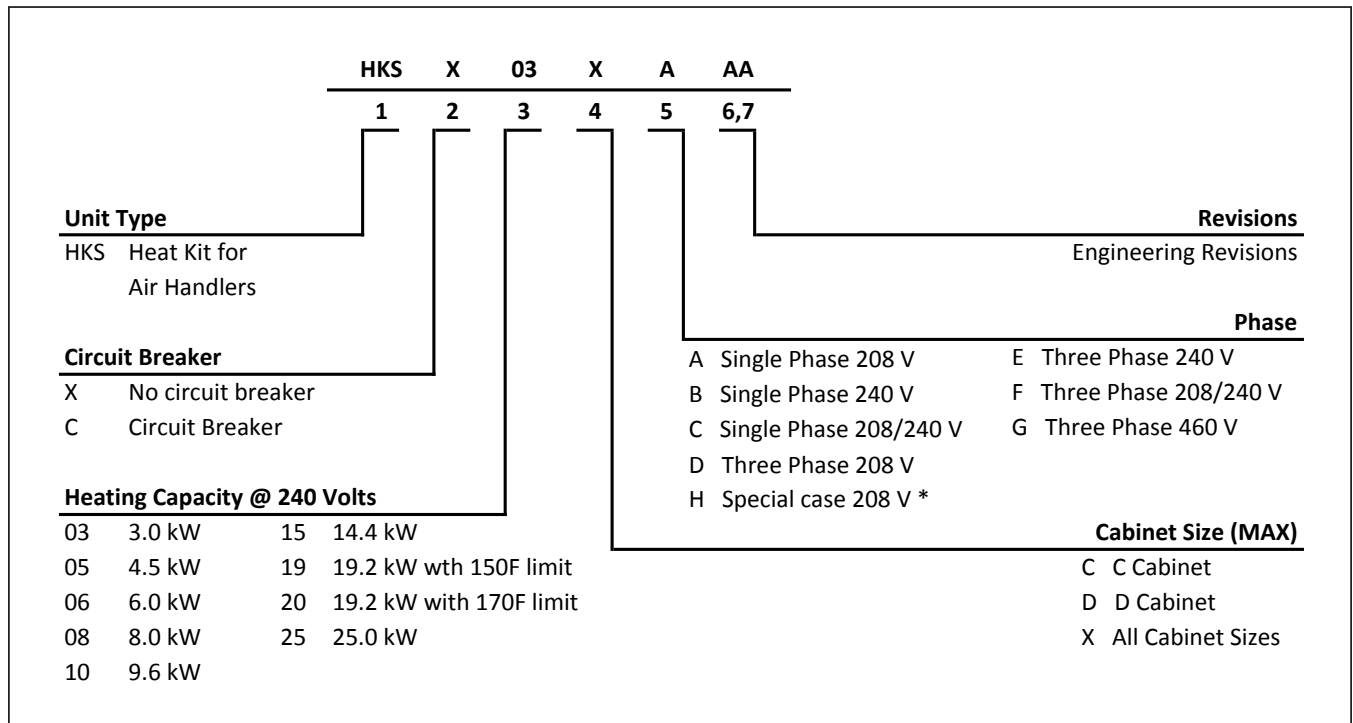 HKS X 03 X A AA
1 2 3 4 5 6,7
Unit Type
HKS Heat Kit for
Air Handlers
Circuit Breaker
X No circuit breaker
C Circuit Breaker
Heating Capacity @ 240 Volts
03 3.0 kW 15 14.4 kW
05 4.5 kW 19 19.2 kW wth 150F limit
06 6.0 kW 20 19.2 kW with 170F limit
08 8.0 kW 25 25.0 kW
10 9.6 kW
Revisions
Engineering Revisions
Phase
A Single Phase 208 V E Three Phase 240 V
B Single Phase 240 V F Three Phase 208/240 V
C Single Phase 208/240 V G Three Phase 460 V
D Three Phase 208 V
H Special case 208 V *
Cabinet Size (MAX)
C C Cabinet
D D Cabinet
X All Cabinet Sizes